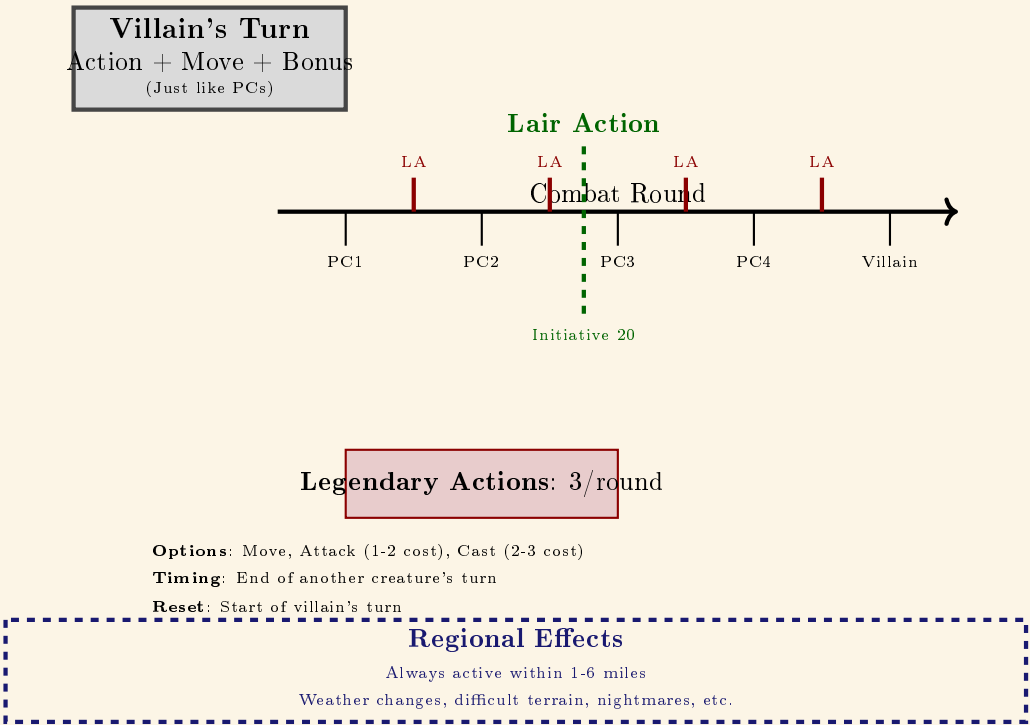 Villain's Turn
Action + Move + Bonus
(Just like PCs)
Lair Action
LA LA LA LA
Combat Round
PC1 PC2 PC3 PC4 Villain
Initiative 20
Legendary Actions: 3/round
Options: Move, Attack (1-2 cost), Cast (2-3 cost)
Timing: End of another creature's turn
Reset: Start of villain's turn
Regional Effects
Always active within 1-6 miles
Weather changes, difficult terrain, nightmares, etc.